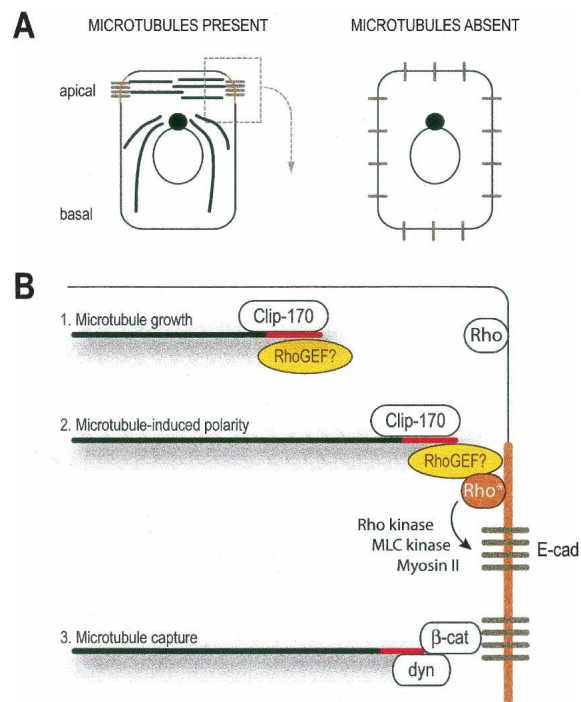 A
MICROTUBULES PRESENT
MICROTUBULES ABSENT
apical
basal
B
1. Microtubule growth
Clip-170
RhoGEF?
Rho
2. Microtubule-induced polarity
Clip-170
RhoGEF?
Rho*
Rho kinase
MLC kinase
Myosin II
E-cad
3. Microtubule capture
β-cat
dyn